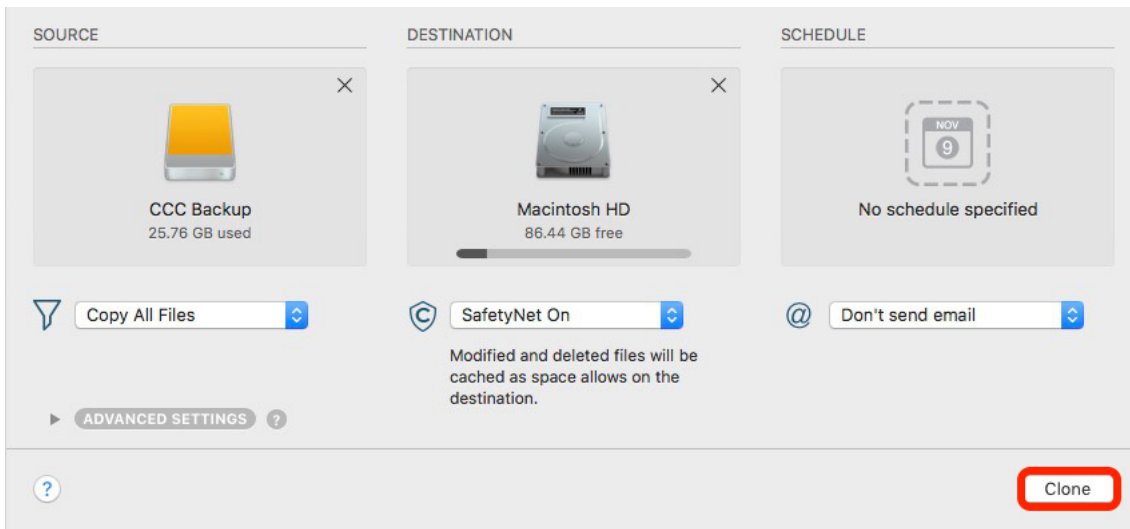 SOURCE
DESTINATION
SCHEDULE
CCC Backup
25.76 GB used
Macintosh HD
86.44 GB free
NOV
9
No schedule specified
Copy All Files
SafetyNet On
@
Don't send email
Modified and deleted files will be
cached as space allows on the
destination.
ADVANCED SETTINGS ?
?
Clone